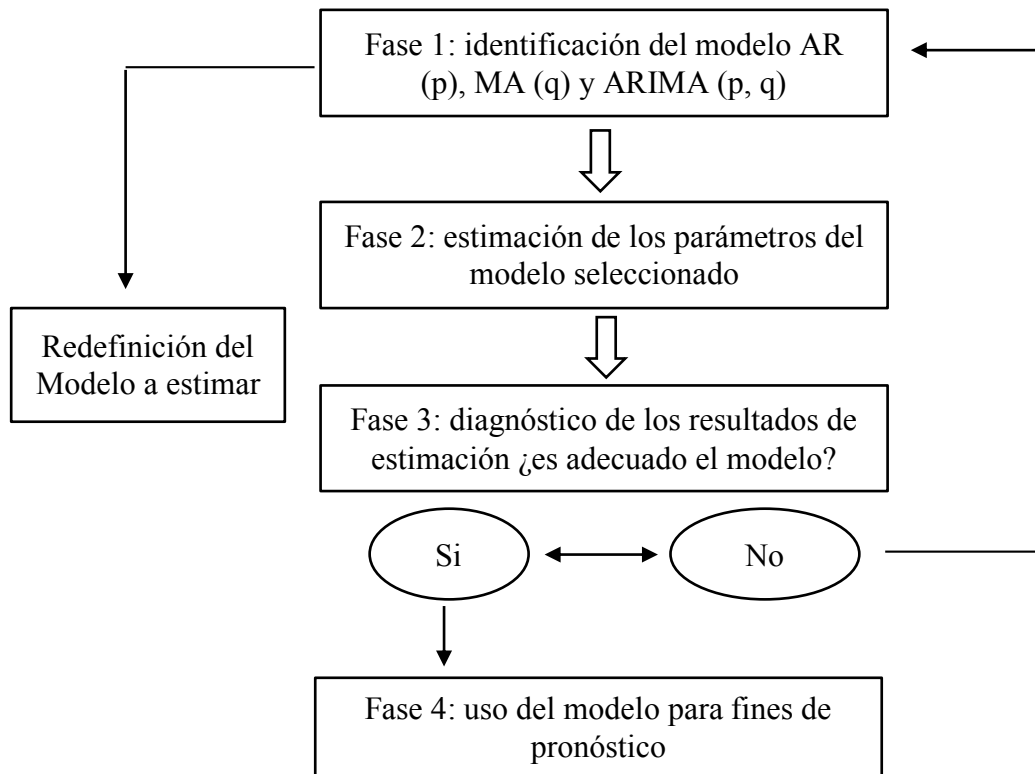 Fase 1: identificación del modelo AR
(p), MA (q) y ARIMA (p, q)
Fase 2: estimación de los parámetros del
modelo seleccionado
Redefinición del
Modelo a estimar
Fase 3: diagnóstico de los resultados de
estimación ¿es adecuado el modelo?
Si
No
Fase 4: uso del modelo para fines de
pronóstico